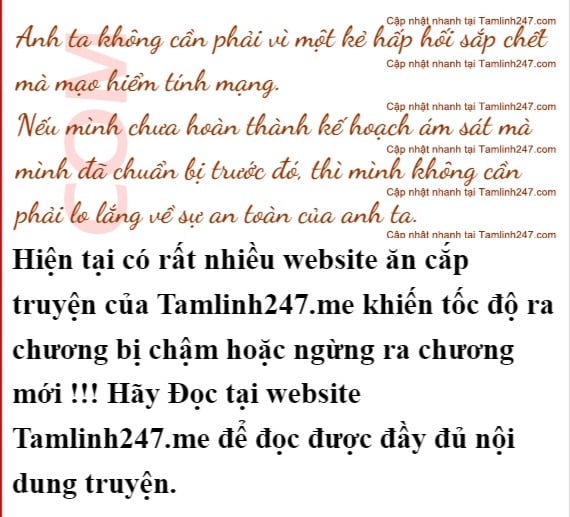 Cập nhật nhanh tại Tamlinh247.com
Anh ta không cần phải vì một kẻ hấp hối sắp chết
Cập nhật nhanh tại Tamlinh247.com
mà mạo hiểm tính mạng.
Cập nhật nhanh tại Tamlinh247.com
Nếu mình chưa hoàn thành kế hoạch ám sát mà
Cập nhật nhanh tại Tamlinh247.com
mình đã chuẩn bị trước đó, thì mình không cần
Cập nhật nhanh tại Tamlinh247.com
phải lo lắng về sự an toàn của anh ta.
Cập nhật nhanh tại Tamlinh247.com
COM
Hiện tại có rất nhiều website ăn cắp
truyện của Tamlinh247.me khiến tốc độ ra
chương bị chậm hoặc ngừng ra chương
mới !!! Hãy Đọc tại website
Tamlinh247.me để đọc được đầy đủ nội
dung truyện.